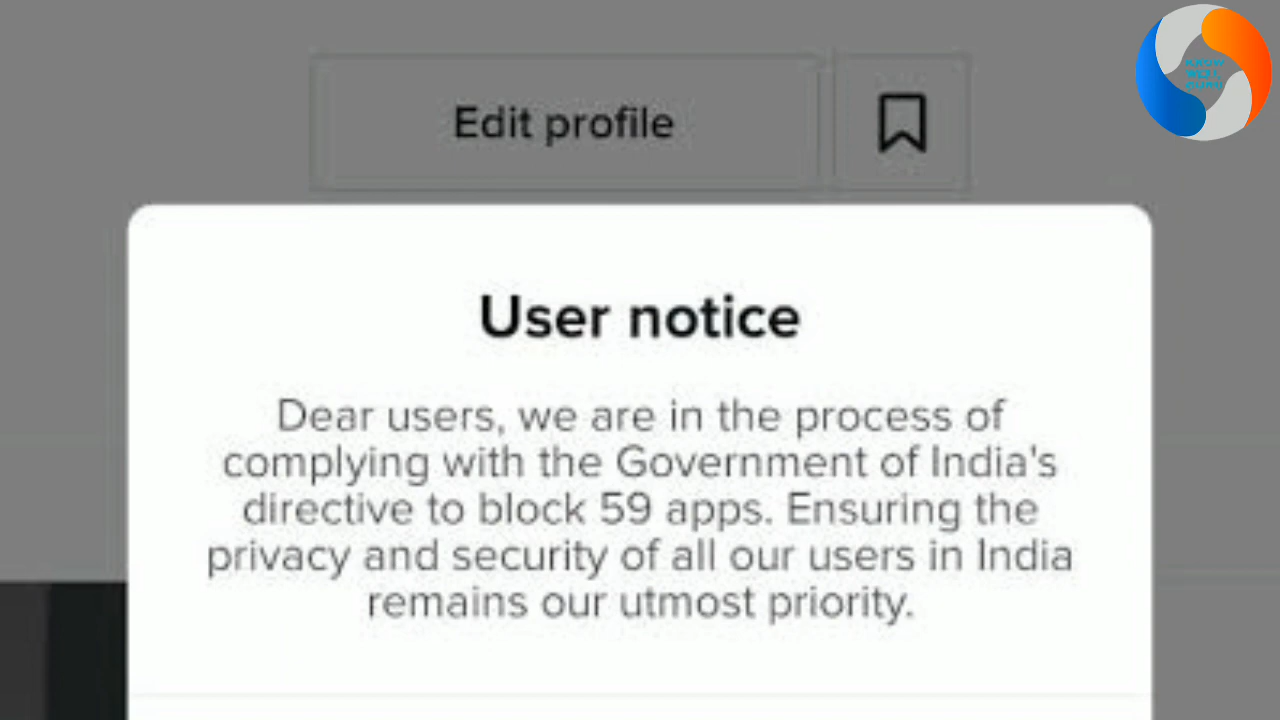 Edit profile
User notice
Dear users, we are in the process of
complying with the Government of India's
directive to block 59 apps. Ensuring the
privacy and security of all our users in India
remains our utmost priority.